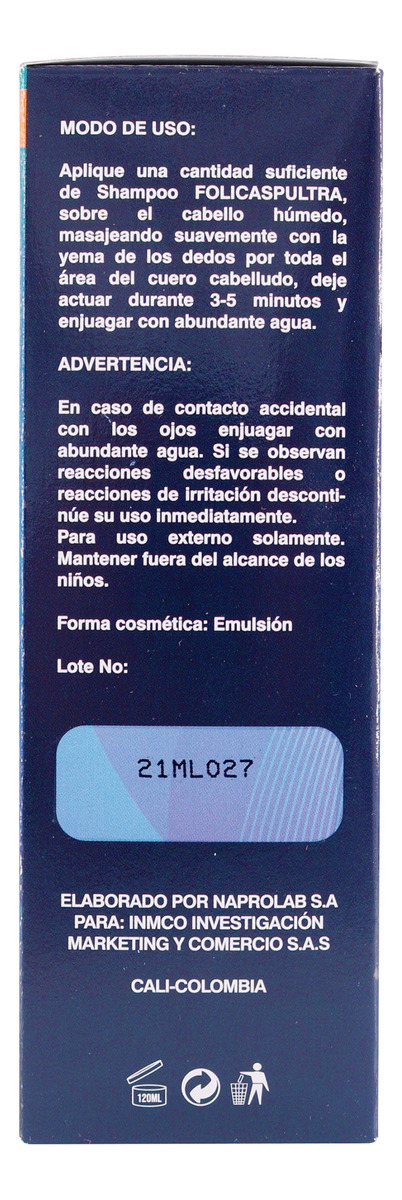 MODO DE USO:
Aplique una cantidad suficiente
de Shampoo FOLICASPULTRA,
sobre el cabello húmedo,
masajeando suavemente con la
yema de los dedos por toda el
área del cuero cabelludo, deje
actuar durante 3-5 minutos y
enjuagar con abundante agua.
ADVERTENCIA:
En caso de contacto accidental
con los ojos enjuagar con
abundante agua. Si se observan
reacciones desfavorables o
reacciones de irritación desconti-
núe su uso inmediatamente.
Para uso externo solamente.
Mantener fuera del alcance de los
niños.
Forma cosmética: Emulsión
Lote No:
21ML027
ELABORADO POR NAPROLAB S.A
PARA: INMCO INVESTIGACIÓN
MARKETING Y COMERCIO S.A.S
CALI-COLOMBIA
120ML